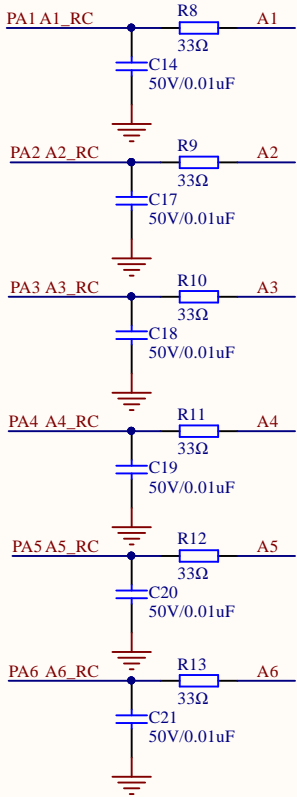 R8
PA1 A1_RC A1
33Ω
C14
50V/0.01uF
R9
PA2 A2_RC A2
33Ω
C17
50V/0.01uF
R10
PA3 A3_RC A3
33Ω
C18
50V/0.01uF
R11
PA4 A4_RC A4
33Ω
C19
50V/0.01uF
R12
PA5 A5_RC A5
33Ω
C20
50V/0.01uF
R13
PA6 A6_RC A6
33Ω
C21
50V/0.01uF